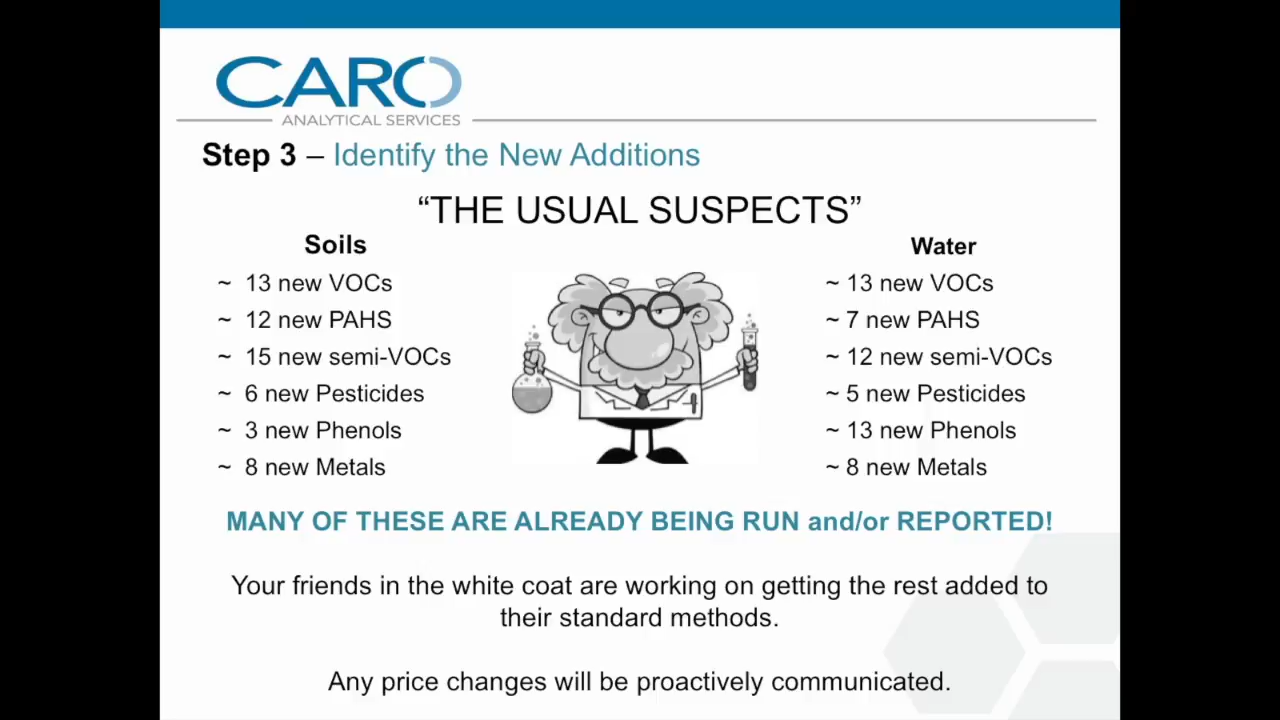 CARO
ANALYTICAL SERVICES
Step 3 – Identify the New Additions
“THE USUAL SUSPECTS”
Soils
~ 13 new VOCs
~ 12 new PAHS
~ 15 new semi-VOCs
~ 6 new Pesticides
~ 3 new Phenols
~ 8 new Metals
Water
~ 13 new VOCs
~ 7 new PAHS
~ 12 new semi-VOCs
~ 5 new Pesticides
~ 13 new Phenols
~ 8 new Metals
MANY OF THESE ARE ALREADY BEING RUN and/or REPORTED!
Your friends in the white coat are working on getting the rest added to
their standard methods.
Any price changes will be proactively communicated.